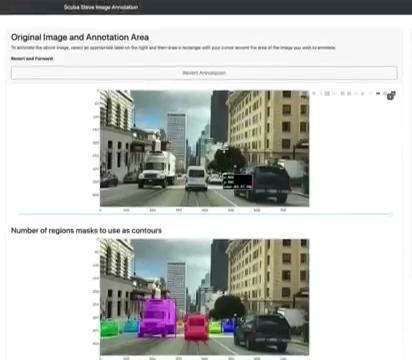 Scuba Steve Image Annotation
Original Image and Annotation Area
To annotate the above image, select an appropriate label on the right and then draw a rectangle with your cursor around the area of the image you wish to annotate.
Revert and Forward
Revert Annotation
Number of regions masks to use as contours